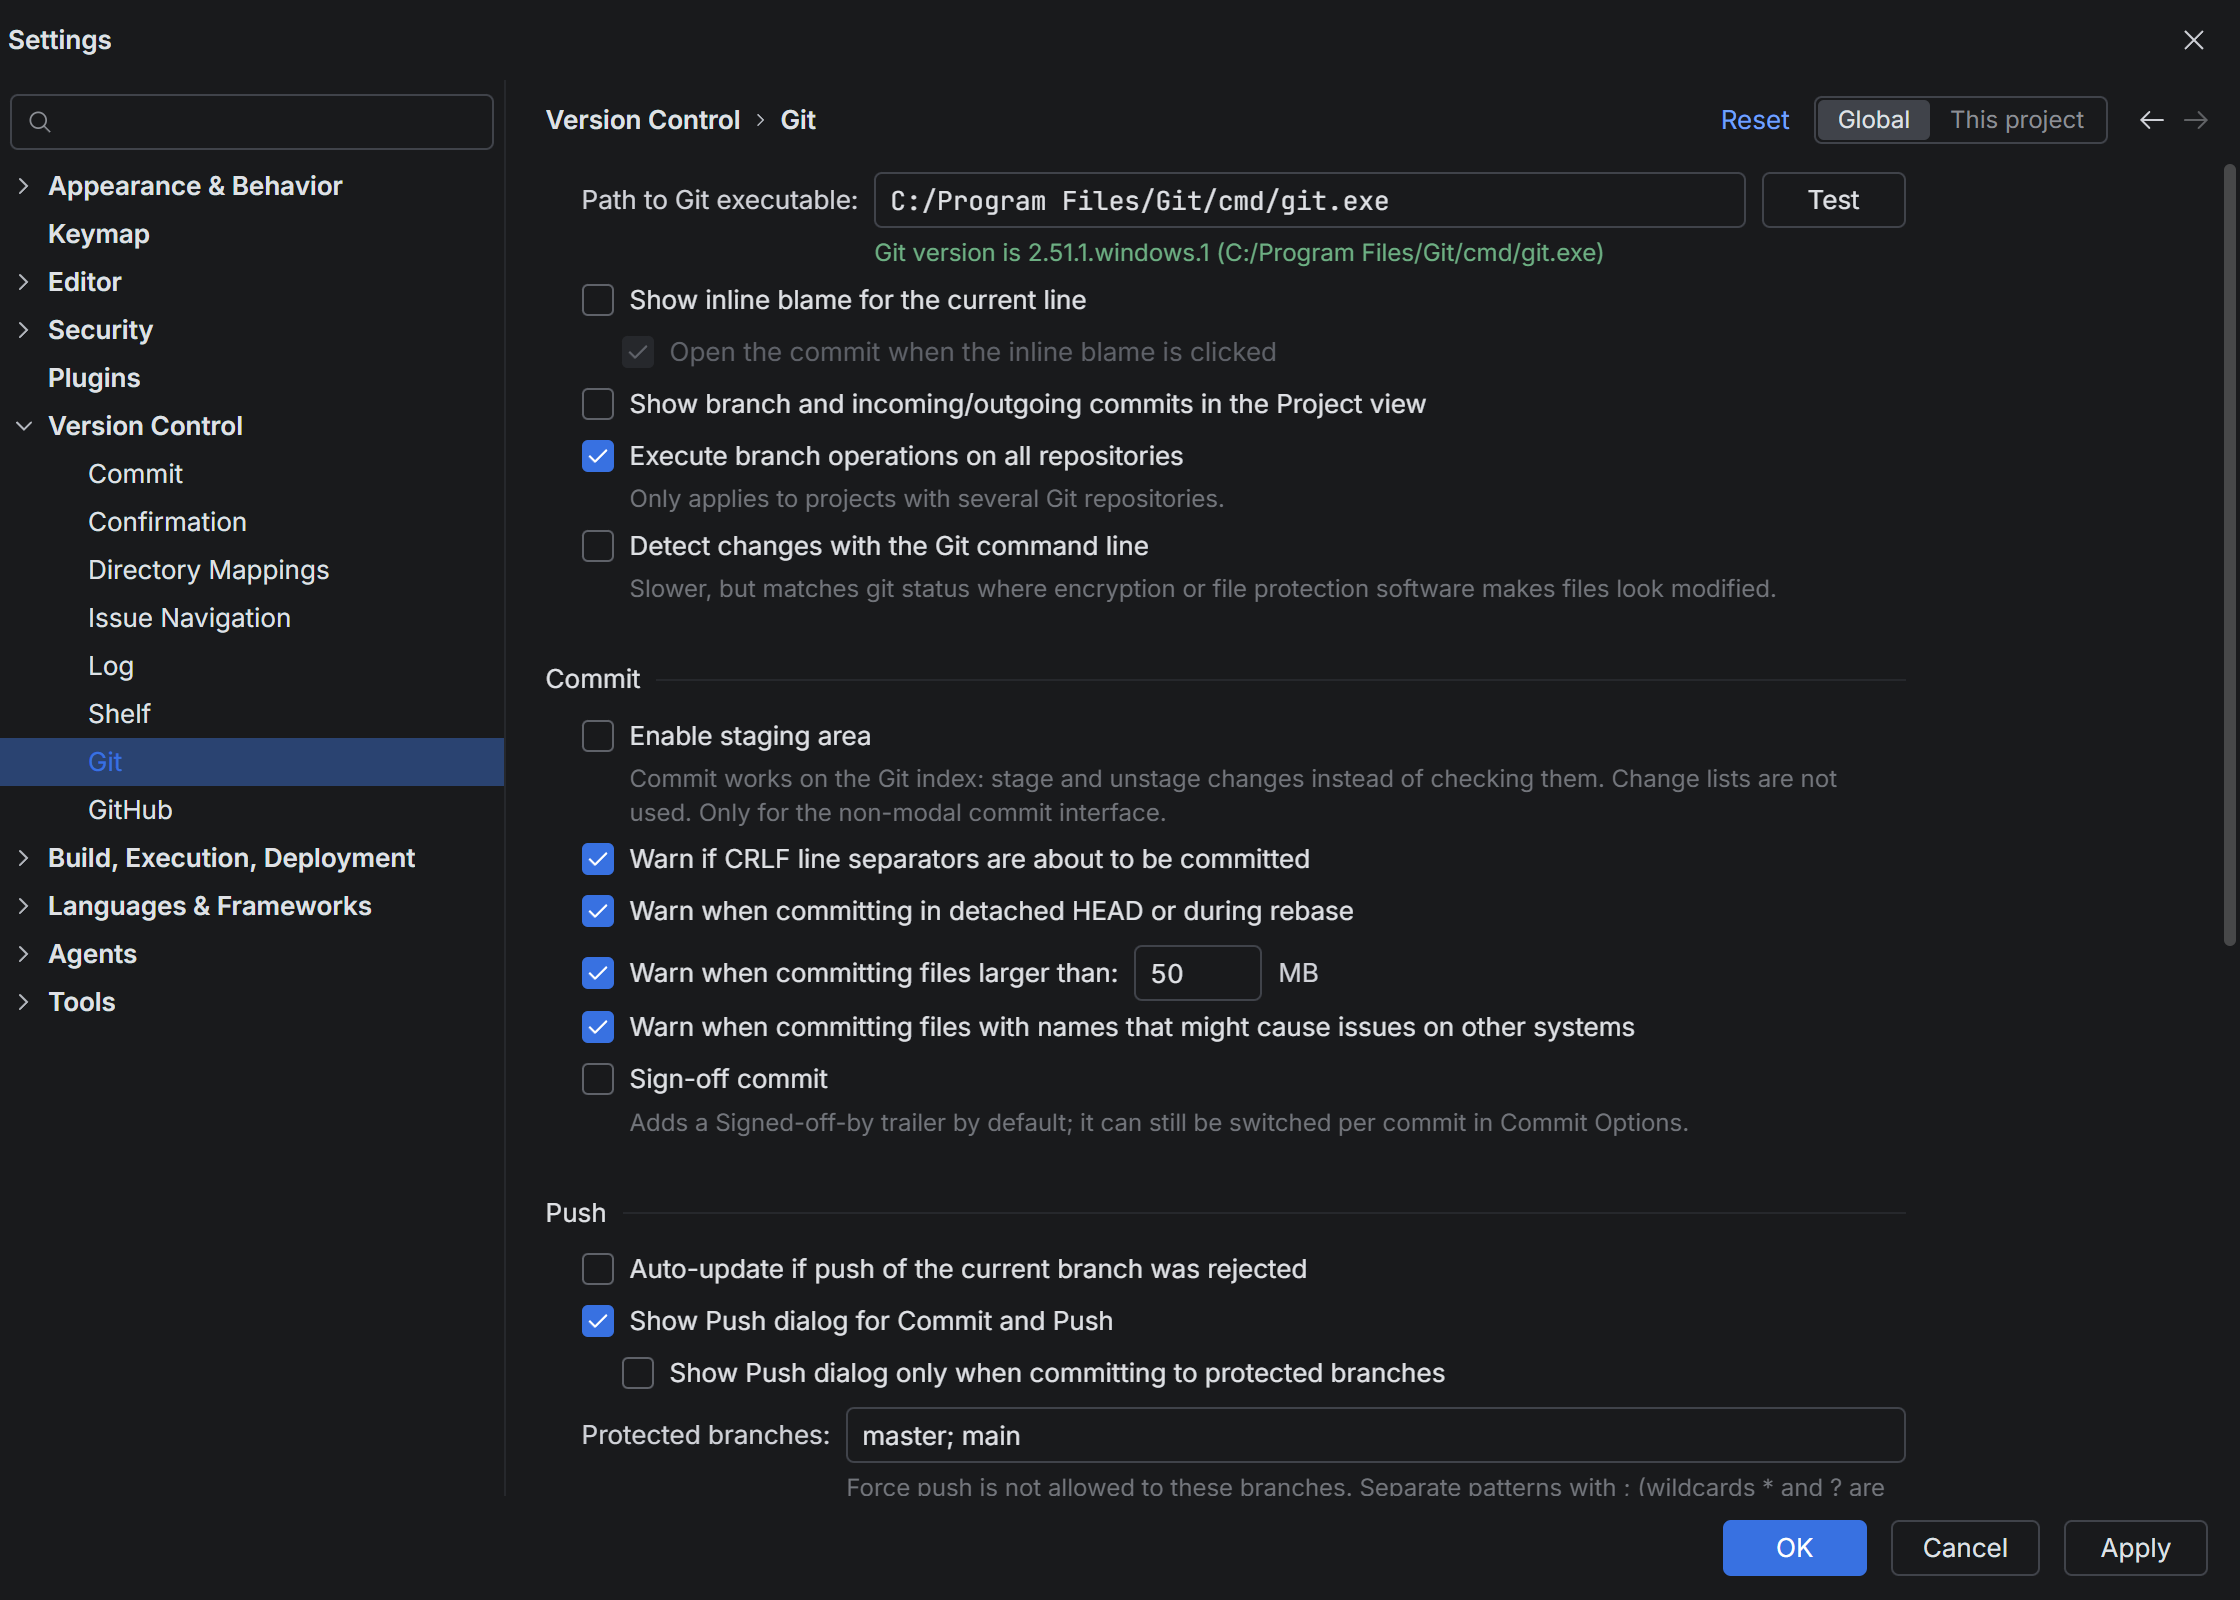 Settings
Appearance & Behavior
Keymap
Editor
Security
Plugins
Version Control
Commit
Confirmation
Directory Mappings
Issue Navigation
Log
Shelf
Git
GitHub
Build, Execution, Deployment
Languages & Frameworks
Agents
Tools
Version Control › Git
Reset
Global
This project
Path to Git executable: C:/Program Files/Git/cmd/git.exe Test
Git version is 2.51.1.windows.1 (C:/Program Files/Git/cmd/git.exe)
Show inline blame for the current line
Open the commit when the inline blame is clicked
Show branch and incoming/outgoing commits in the Project view
Execute branch operations on all repositories
Only applies to projects with several Git repositories.
Detect changes with the Git command line
Slower, but matches git status where encryption or file protection software makes files look modified.
Commit
Enable staging area
Commit works on the Git index: stage and unstage changes instead of checking them. Change lists are not
used. Only for the non-modal commit interface.
Warn if CRLF line separators are about to be committed
Warn when committing in detached HEAD or during rebase
Warn when committing files larger than: 50 MB
Warn when committing files with names that might cause issues on other systems
Sign-off commit
Adds a Signed-off-by trailer by default; it can still be switched per commit in Commit Options.
Push
Auto-update if push of the current branch was rejected
Show Push dialog for Commit and Push
Show Push dialog only when committing to protected branches
Protected branches: master; main
Force push is not allowed to these branches. Separate patterns with ; (wildcards * and ? are
OK
Cancel
Apply